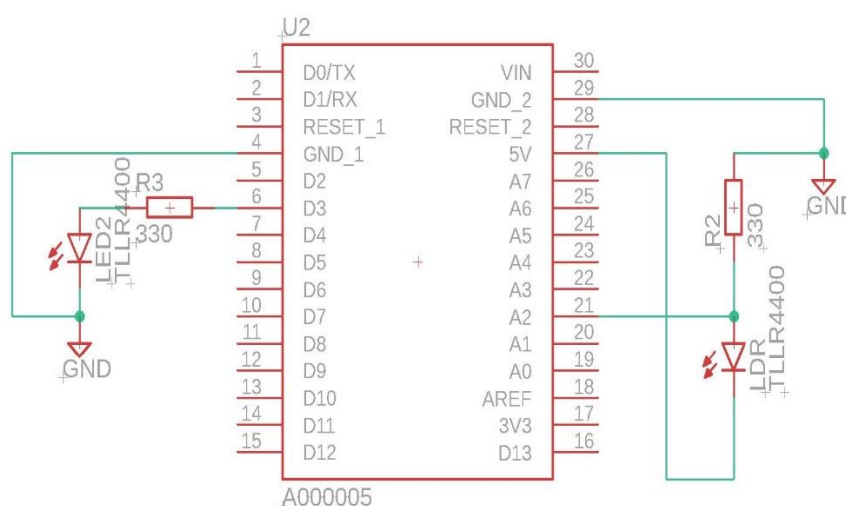 U2
1 D0/TX
2 D1/RX
3 RESET_1
4 GND_1
5 D2
6 D3
7 D4
8 D5
9 D6
10 D7
11 D8
12 D9
13 D10
14 D11
15 D12
VIN 30
GND_2 29
RESET_2 28
5V 27
A7 26
A6 25
A5 24
A4 23
A3 22
A2 21
A1 20
A0 19
AREF 18
3V3 17
D13 16
A000005
R3
330
LED2
TLLR4400
GND
R2
330
GND
LDR
TLLR4400